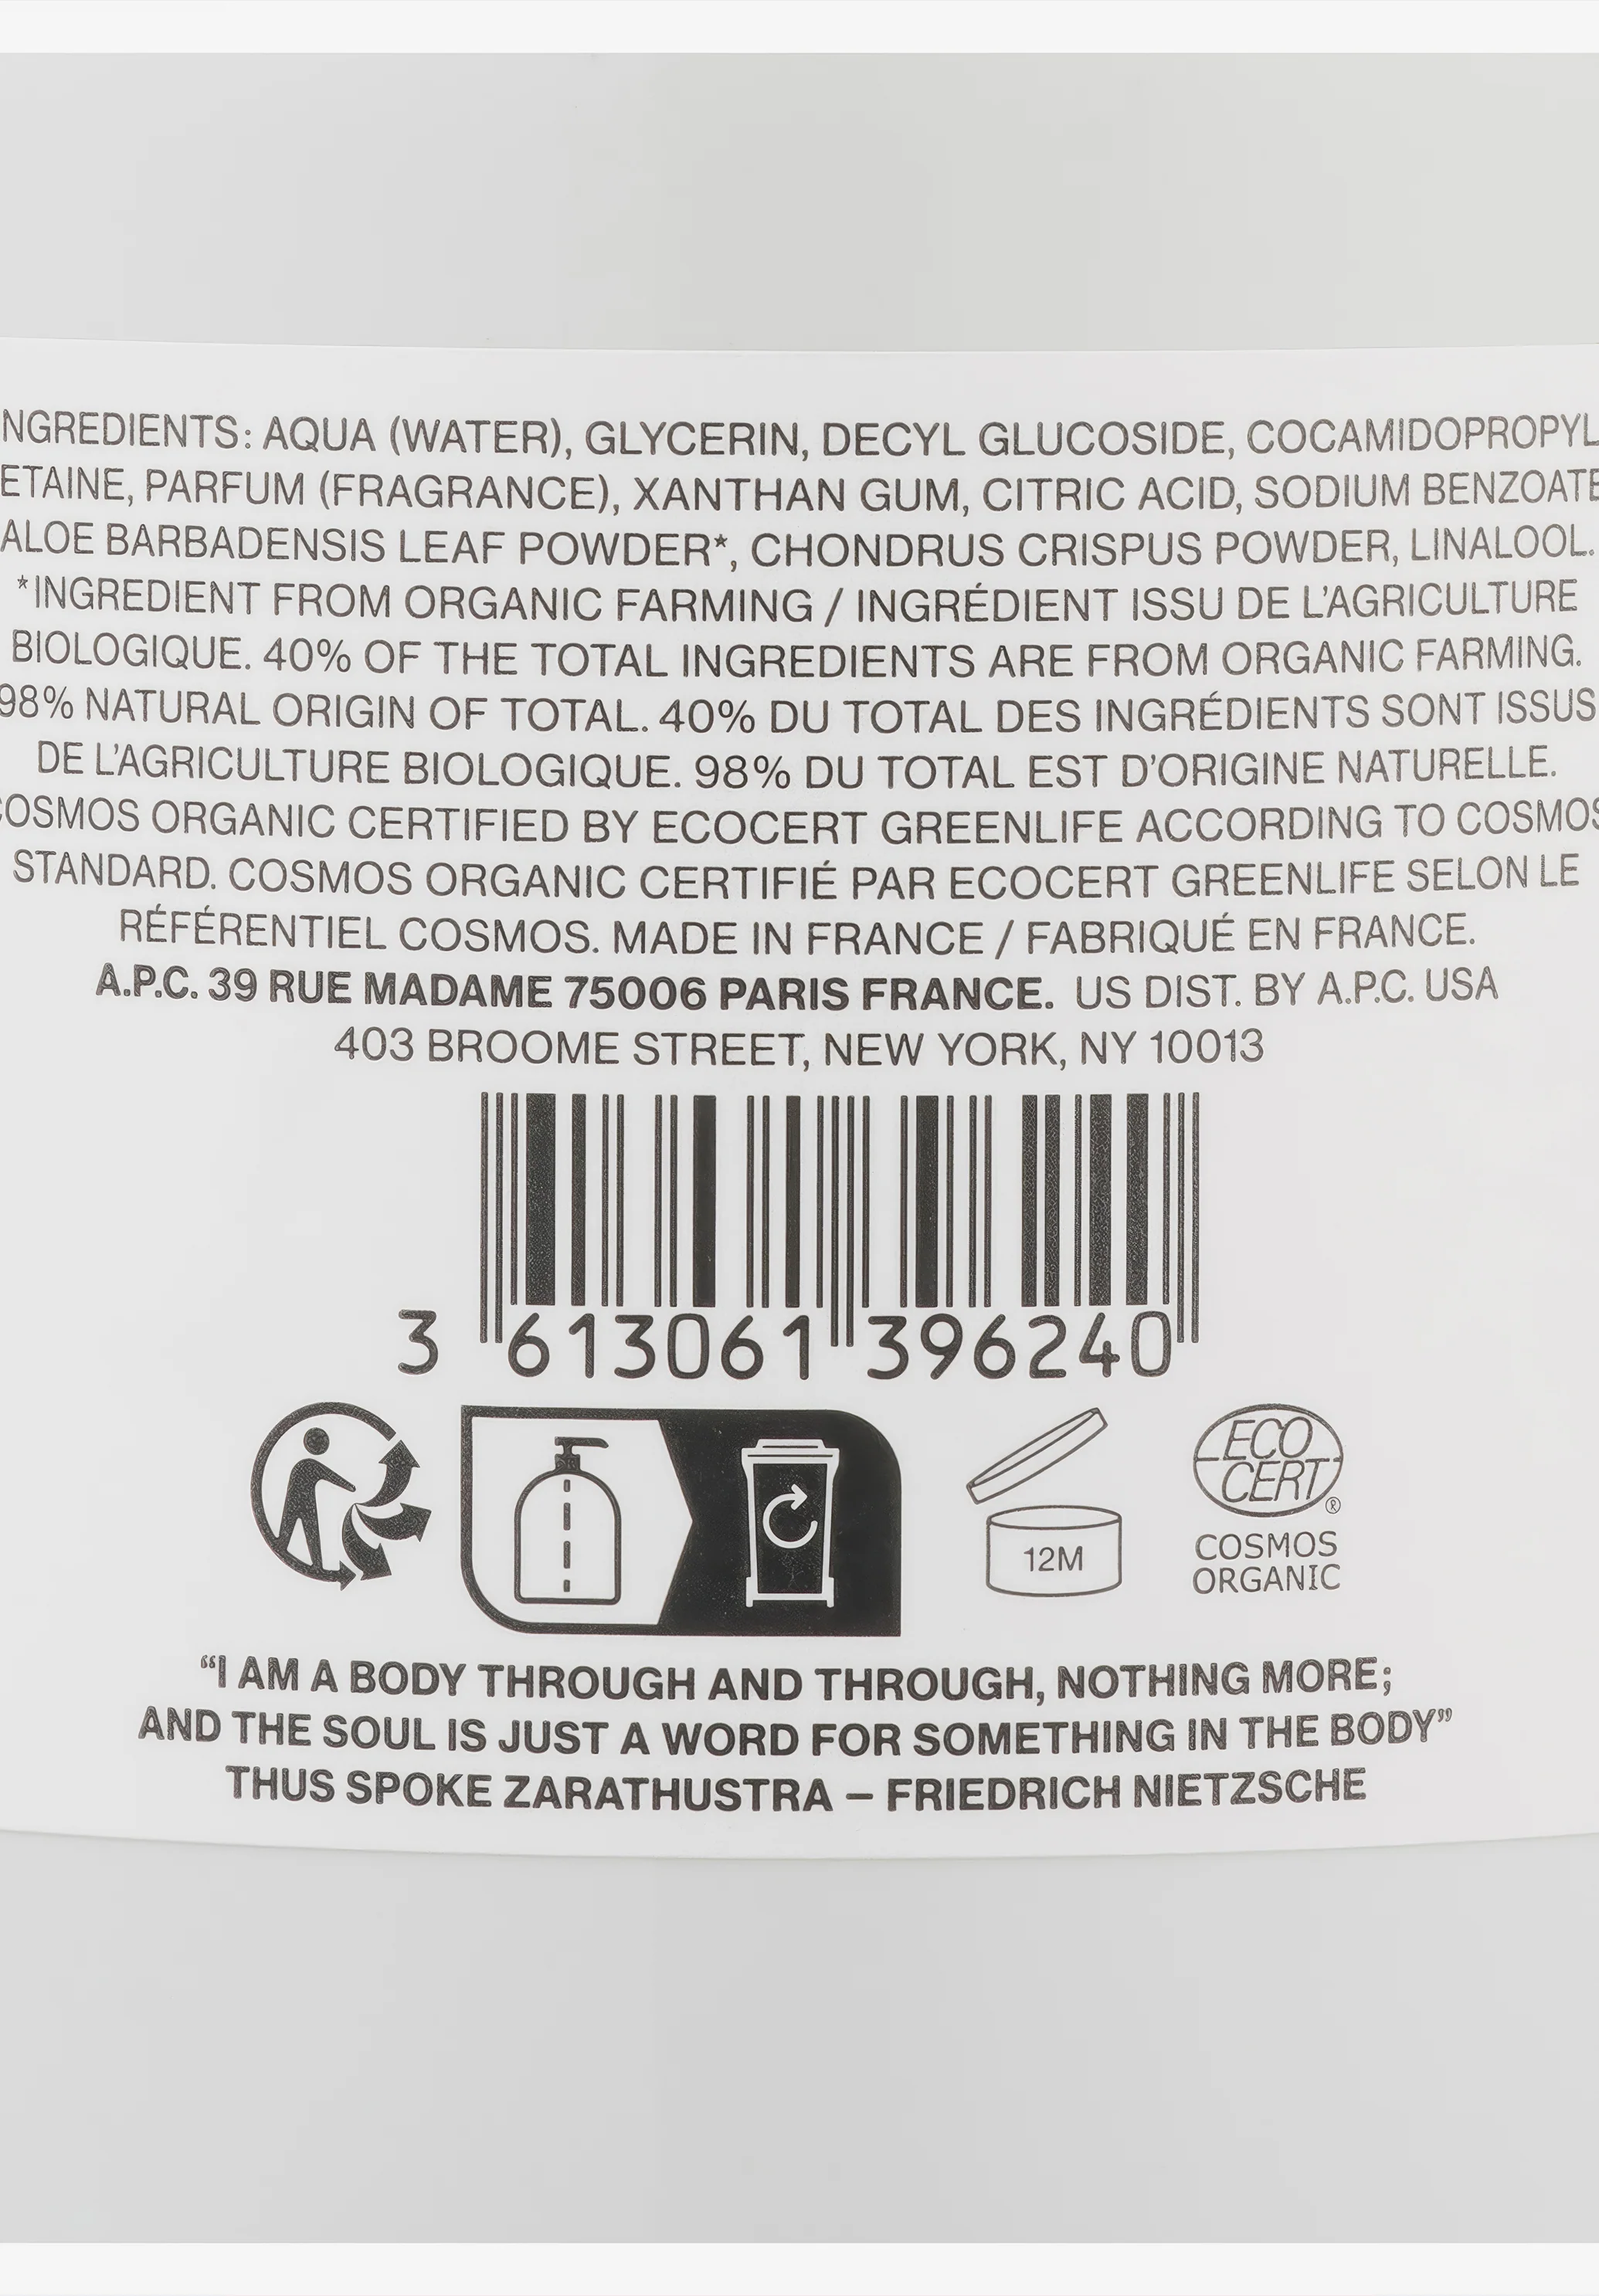 NGREDIENTS: AQUA (WATER), GLYCERIN, DECYL GLUCOSIDE, COCAMIDOPROPYL
ETAINE, PARFUM (FRAGRANCE), XANTHAN GUM, CITRIC ACID, SODIUM BENZOATE
ALOE BARBADENSIS LEAF POWDER*, CHONDRUS CRISPUS POWDER, LINALOOL.
*INGREDIENT FROM ORGANIC FARMING / INGRÉDIENT ISSU DE L'AGRICULTURE
BIOLOGIQUE. 40% OF THE TOTAL INGREDIENTS ARE FROM ORGANIC FARMING.
98% NATURAL ORIGIN OF TOTAL. 40% DU TOTAL DES INGRÉDIENTS SONT ISSUS
DE L'AGRICULTURE BIOLOGIQUE. 98% DU TOTAL EST D'ORIGINE NATURELLE.
COSMOS ORGANIC CERTIFIED BY ECOCERT GREENLIFE ACCORDING TO COSMOS
STANDARD. COSMOS ORGANIC CERTIFIÉ PAR ECOCERT GREENLIFE SELON LE
RÉFÉRENTIEL COSMOS. MADE IN FRANCE / FABRIQUÉ EN FRANCE.
A.P.C. 39 RUE MADAME 75006 PARIS FRANCE. US DIST. BY A.P.C. USA
403 BROOME STREET, NEW YORK, NY 10013
3 613061 396240
12M
ECO
CERT®
COSMOS
ORGANIC
“I AM A BODY THROUGH AND THROUGH, NOTHING MORE;
AND THE SOUL IS JUST A WORD FOR SOMETHING IN THE BODY”
THUS SPOKE ZARATHUSTRA – FRIEDRICH NIETZSCHE